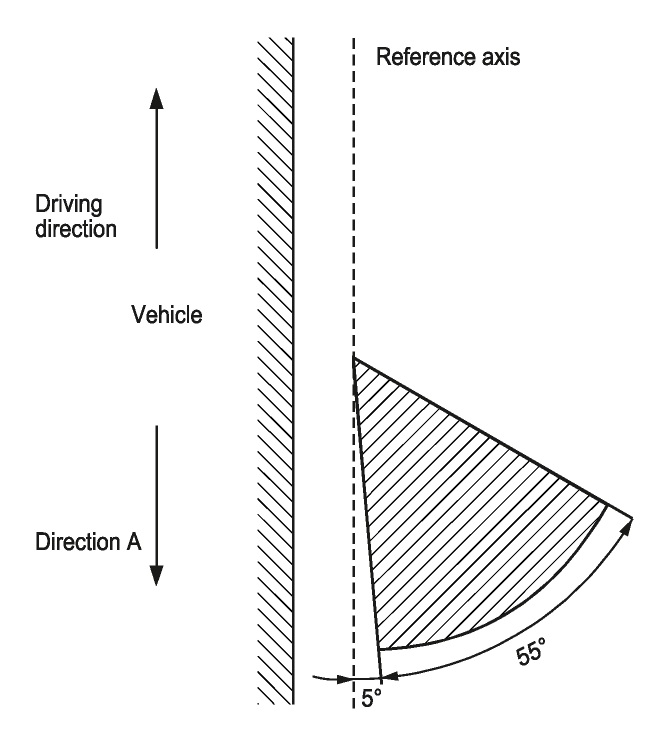 Reference axis
Driving
direction
Vehicle
Direction A
55°
5°